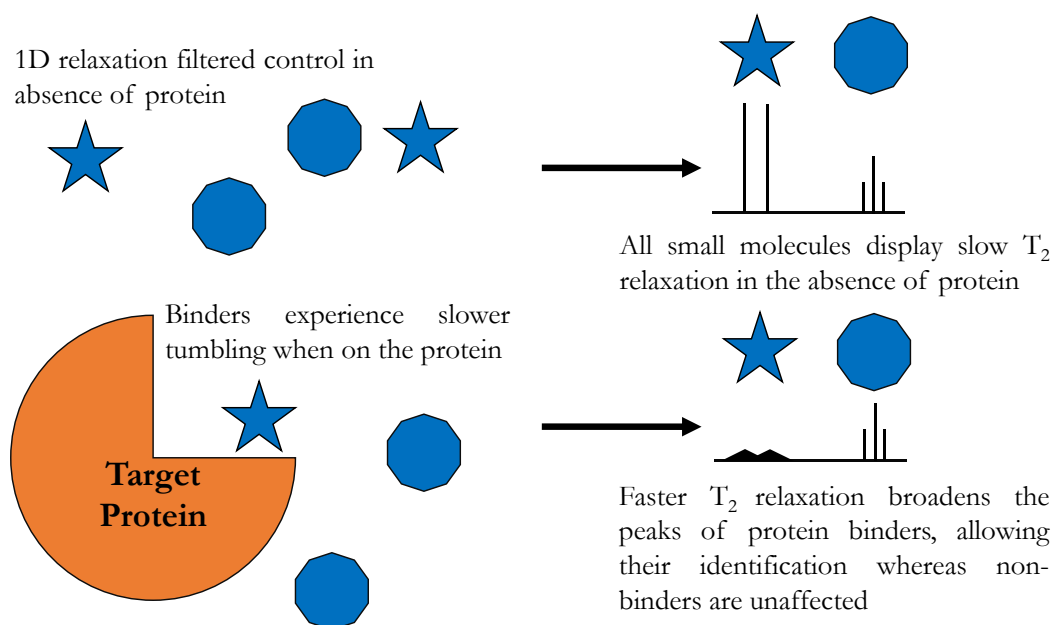 1D relaxation filtered control in
absence of protein
All small molecules display slow T₂
relaxation in the absence of protein
Binders experience slower
tumbling when on the protein
Target
Protein
Faster T₂ relaxation broadens the
peaks of protein binders, allowing
their identification whereas non-
binders are unaffected